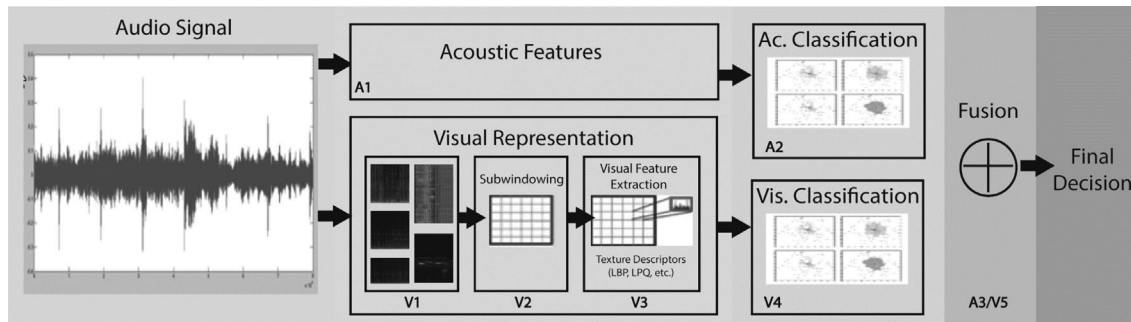 Audio Signal
Acoustic Features
A1
Visual Representation
V1
Subwindowing
V2
Visual Feature
Extraction
Texture Descriptors
(LBP, LPQ, etc.)
V3
Ac. Classification
A2
Vis. Classification
V4
Fusion
A3/V5
Final
Decision